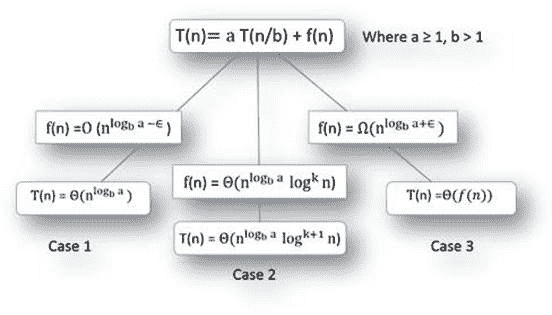 T(n)= a T(n/b) + f(n) Where a ≥ 1, b > 1
f(n) =O (n^{log_b a −∈})
f(n) = Ω(n^{log_b a+∈})
f(n) = Θ(n^{log_b a} log^k n)
T(n) = Θ(n^{log_b a})
T(n) =Θ(f(n))
T(n) = Θ(n^{log_b a} log^{k+1} n)
Case 1
Case 3
Case 2